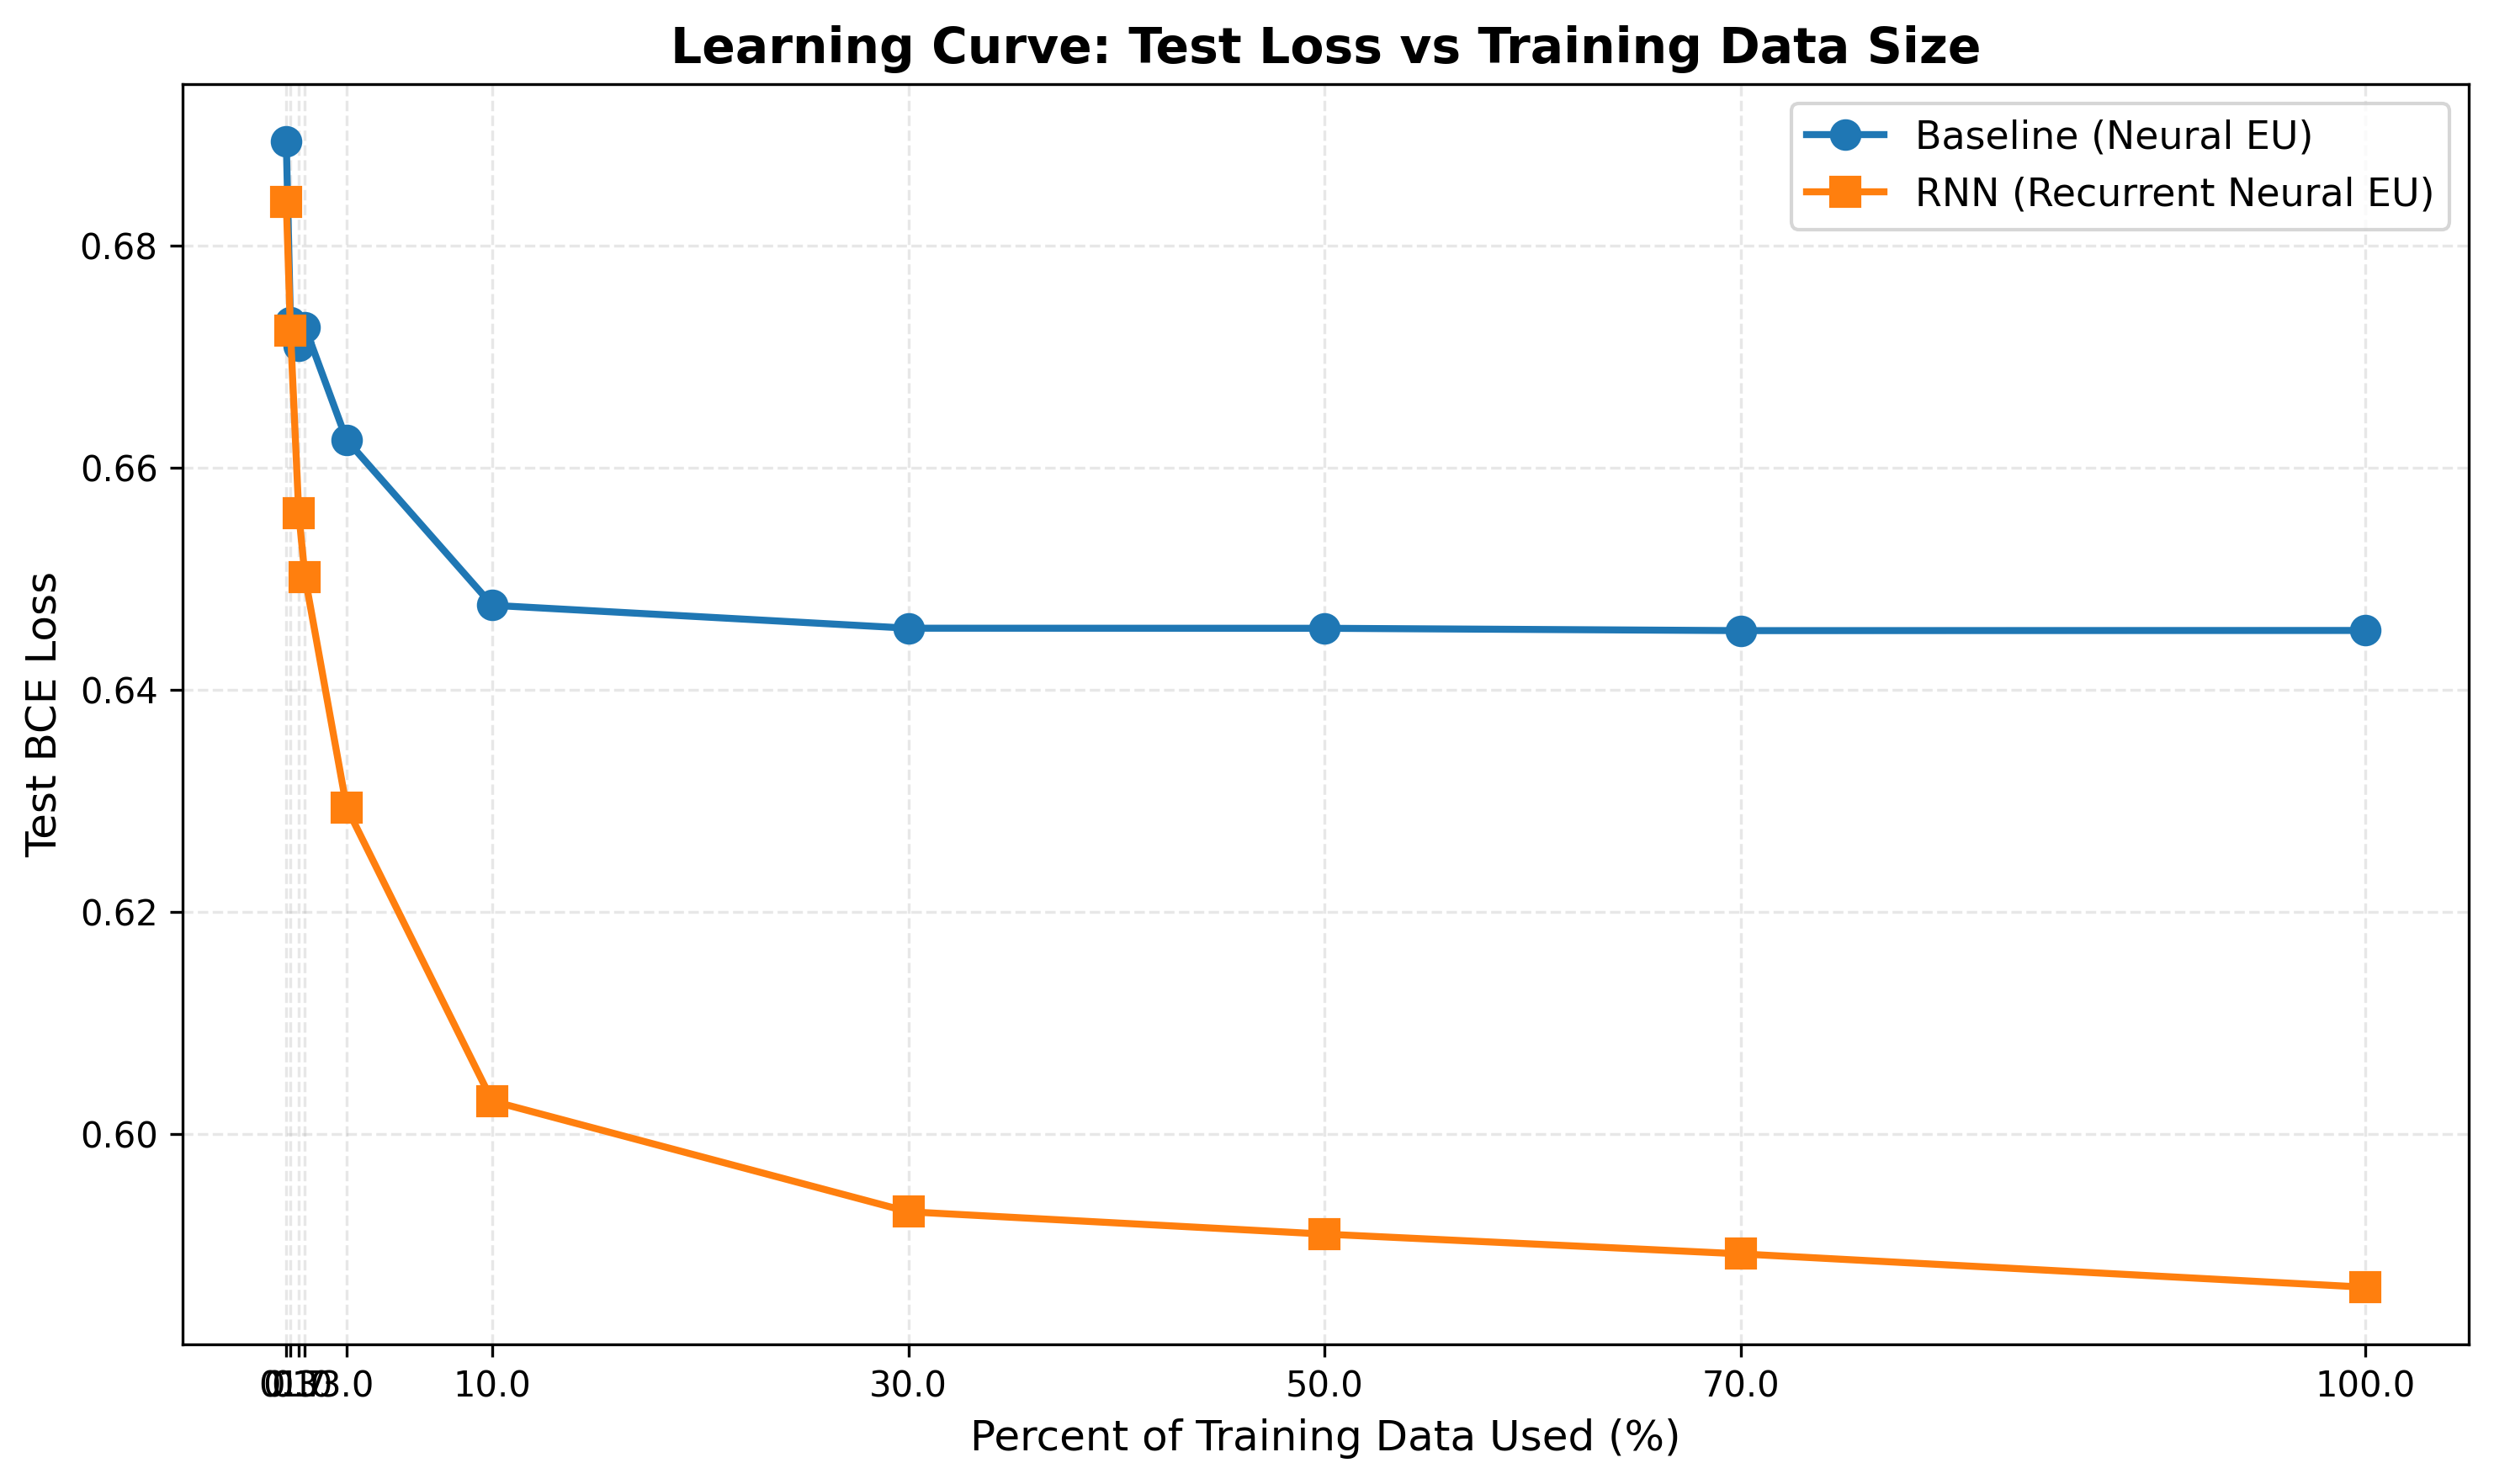 Learning Curve: Test Loss vs Training Data Size
Baseline (Neural EU)
RNN (Recurrent Neural EU)
Test BCE Loss
0.68
0.66
0.64
0.62
0.60
3.0 10.0 30.0 50.0 70.0 100.0
Percent of Training Data Used (%)